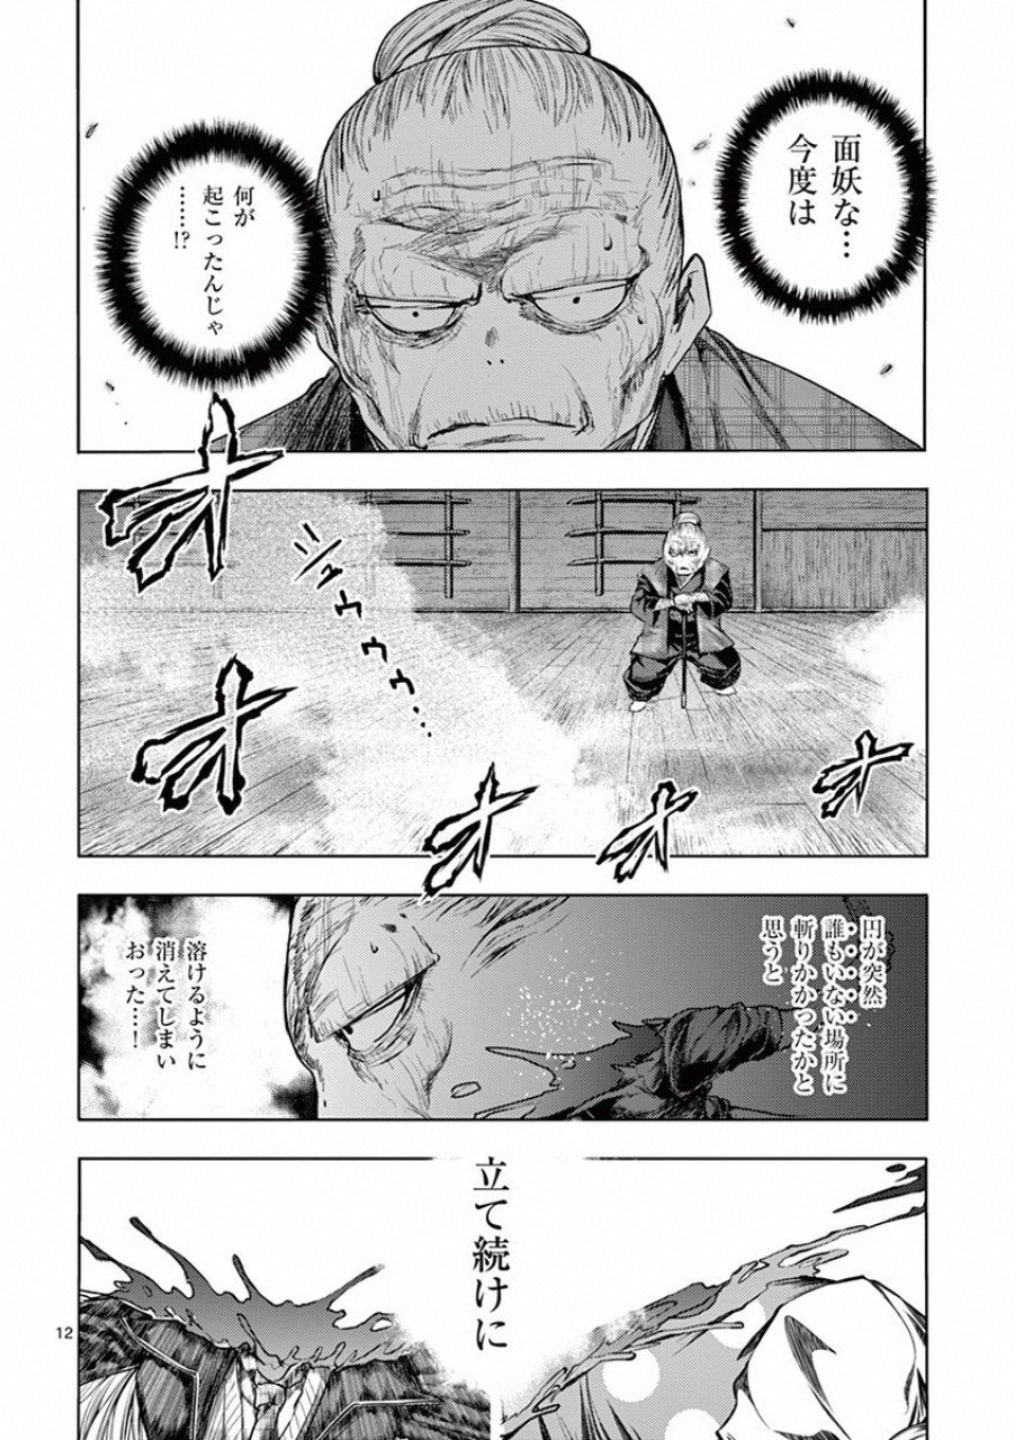 面妖な…
今度は
何が
起こったんじゃ
……!?
オ
オ
オ
オ
オ
シュゥゥゥ…
円が突然
誰もいない場所に
斬りかかったかと
思うと
溶けるように
消えてしまい
おった…！
立て続けに
12